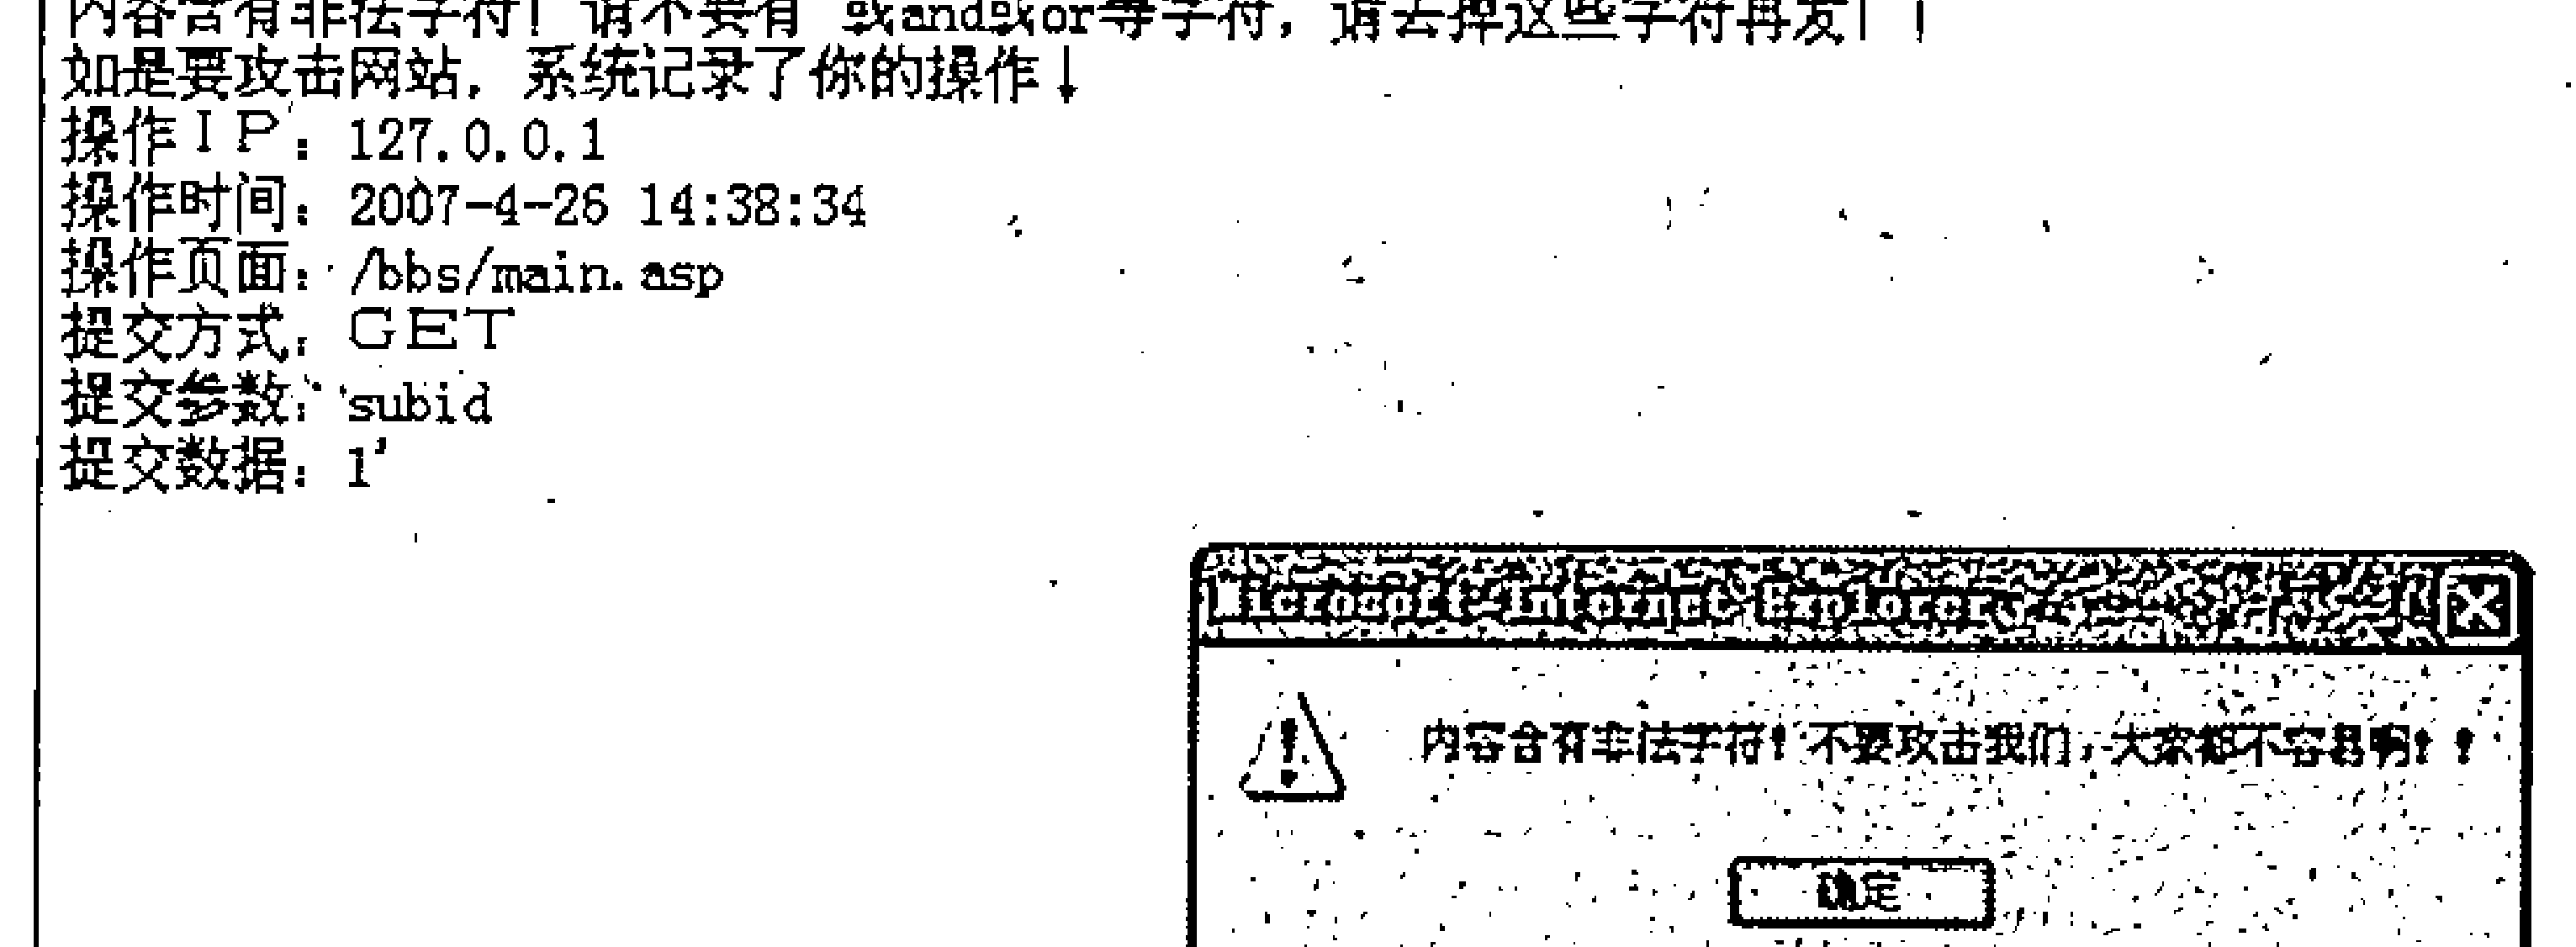 内容含有非法字符！请不要有 或and或or等字符，请去掉这些字符再发！！
如是要攻击网站，系统记录了你的操作↓
操作ＩＰ：127.0.0.1
操作时间：2007-4-26 14:38:34
操作页面：/bbs/main.asp
提交方式：ＧＥＴ
提交参数：subid
提交数据：1'
Microsoft Internet Explorer
内容含有非法字符！不要攻击我们，大家都不容易啊！！
确定